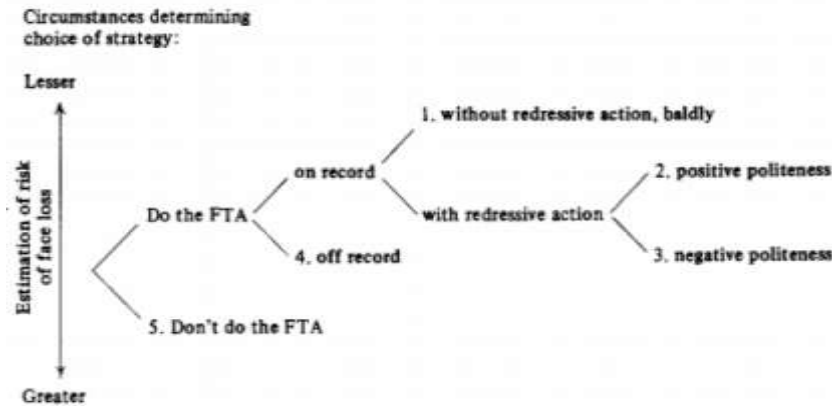 Circumstances determining
choice of strategy:
Lesser
1. without redressive action, baldly
on record
2. positive politeness
Do the FTA
with redressive action
4. off record
3. negative politeness
5. Don't do the FTA
Estimation of risk
of face loss
Greater